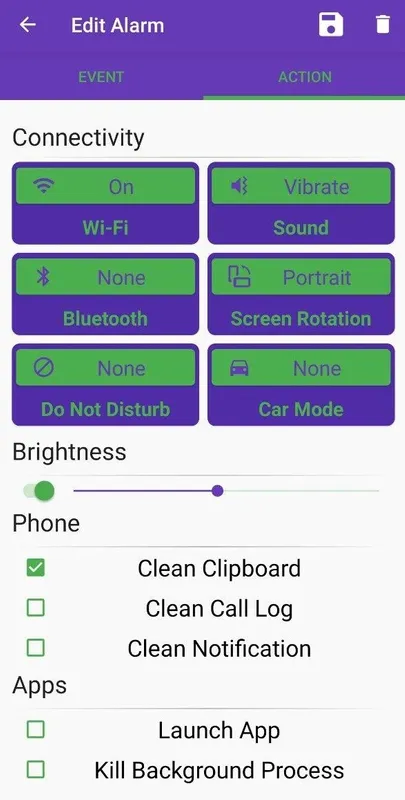 Edit Alarm
EVENT
ACTION
Connectivity
On
Wi-Fi
Vibrate
Sound
None
Bluetooth
Portrait
Screen Rotation
None
Do Not Disturb
None
Car Mode
Brightness
Phone
Clean Clipboard
Clean Call Log
Clean Notification
Apps
Launch App
Kill Background Process